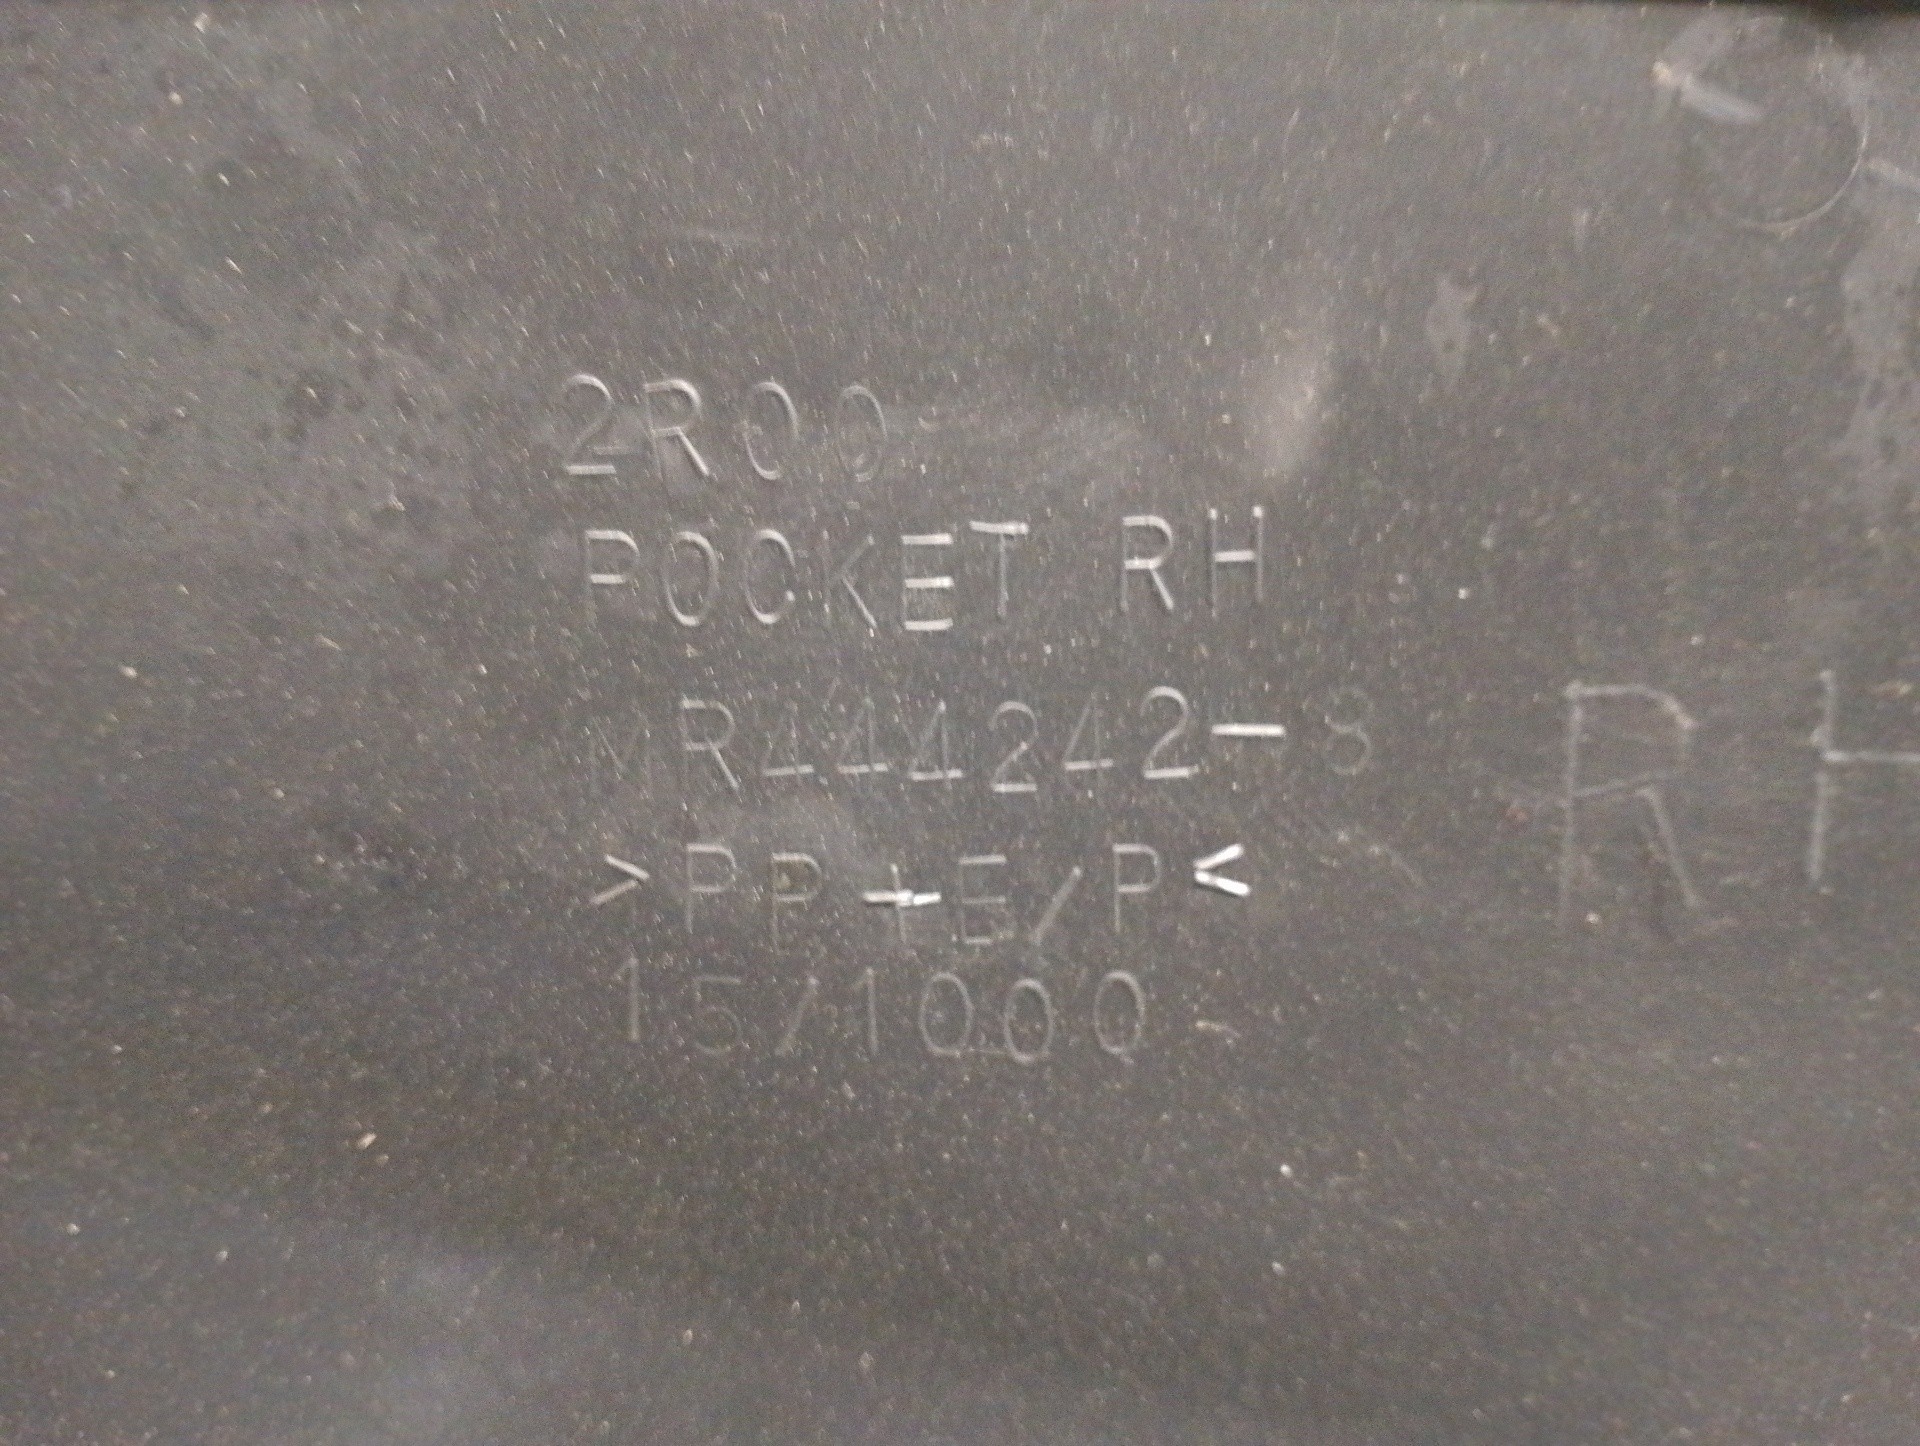 2R00
POCKET RH
MR444242-8
>PP+E/P<
15/1000
RH